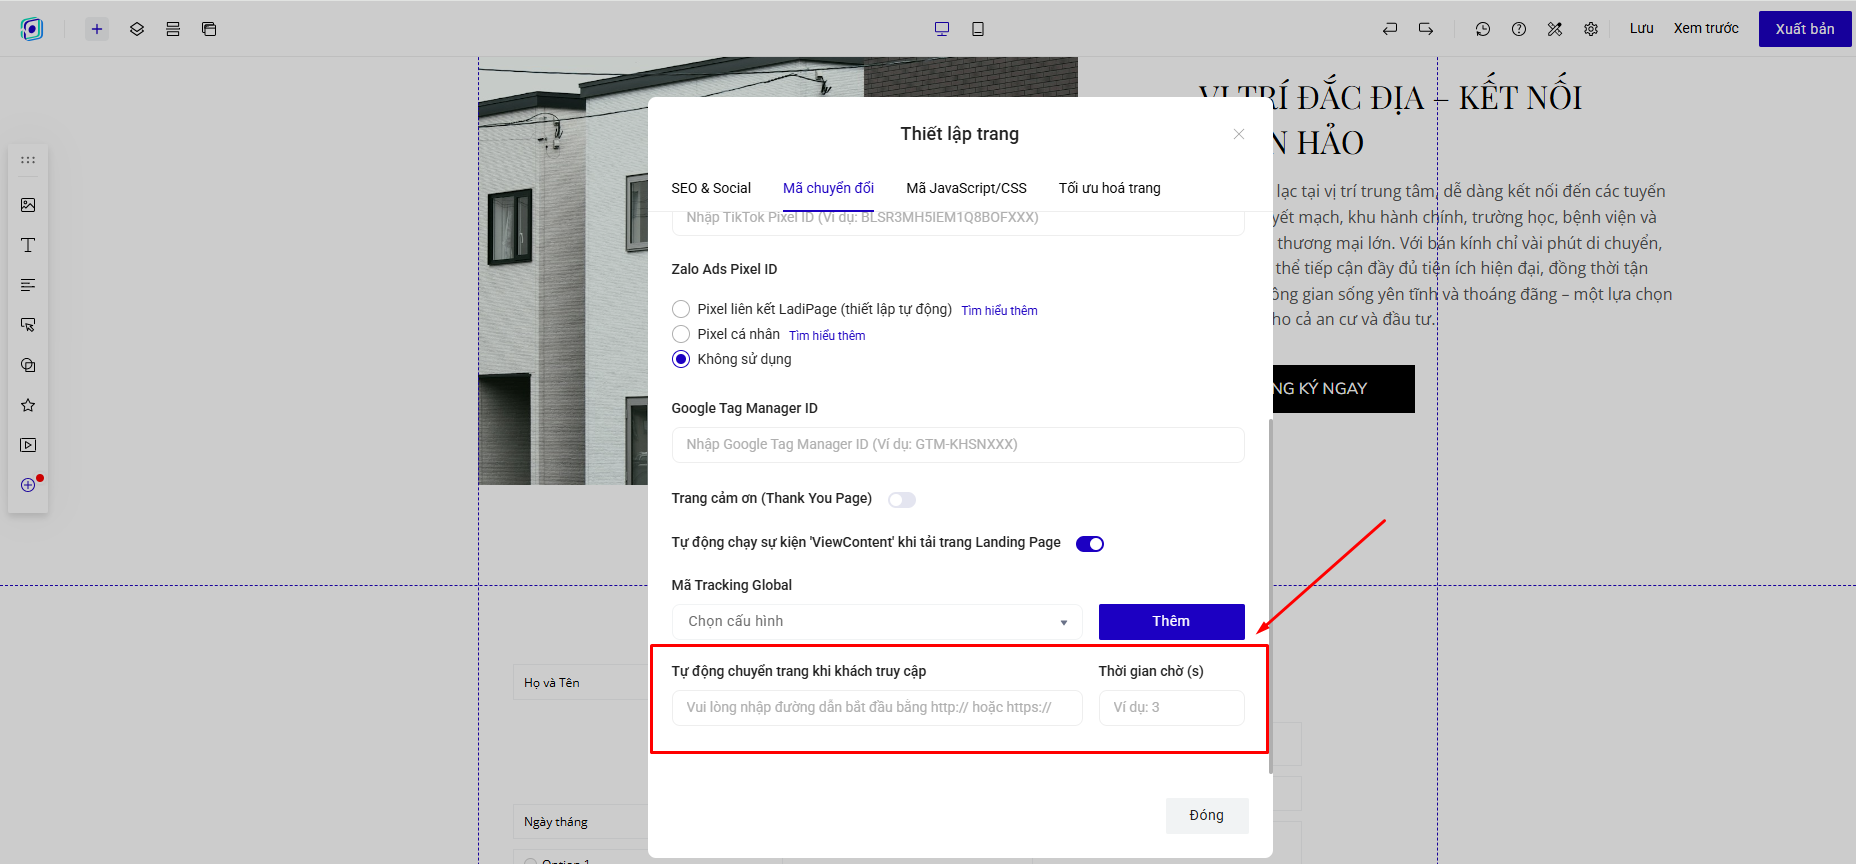 Lưu
Xem trước
Xuất bản
VỊ TRÍ ĐẮC ĐỊA – KẾT NỐI
N HẢO
lạc tại vị trí trung tâm, dễ dàng kết nối đến các tuyến
yết mạch, khu hành chính, trường học, bệnh viện và
thương mại lớn. Với bán kính chỉ vài phút di chuyển,
thể tiếp cận đầy đủ tiện ích hiện đại, đồng thời tận
ông gian sống yên tĩnh và thoáng đãng – một lựa chọn
ho cả an cư và đầu tư.
NG KÝ NGAY
Thiết lập trang
SEO & Social
Mã chuyển đổi
Mã JavaScript/CSS
Tối ưu hoá trang
Nhập TikTok Pixel ID (Ví dụ: BLSR3MH5IEM1Q8BOFXXX)
Zalo Ads Pixel ID
Pixel liên kết LadiPage (thiết lập tự động) Tìm hiểu thêm
Pixel cá nhân Tìm hiểu thêm
Không sử dụng
Google Tag Manager ID
Nhập Google Tag Manager ID (Ví dụ: GTM-KHSNXXX)
Trang cảm ơn (Thank You Page)
Tự động chạy sự kiện 'ViewContent' khi tải trang Landing Page
Mã Tracking Global
Chọn cấu hình
Thêm
Tự động chuyển trang khi khách truy cập
Thời gian chờ (s)
Vui lòng nhập đường dẫn bắt đầu bằng http:// hoặc https://
Ví dụ: 3
Đóng
Họ và Tên
Ngày tháng
Option 1